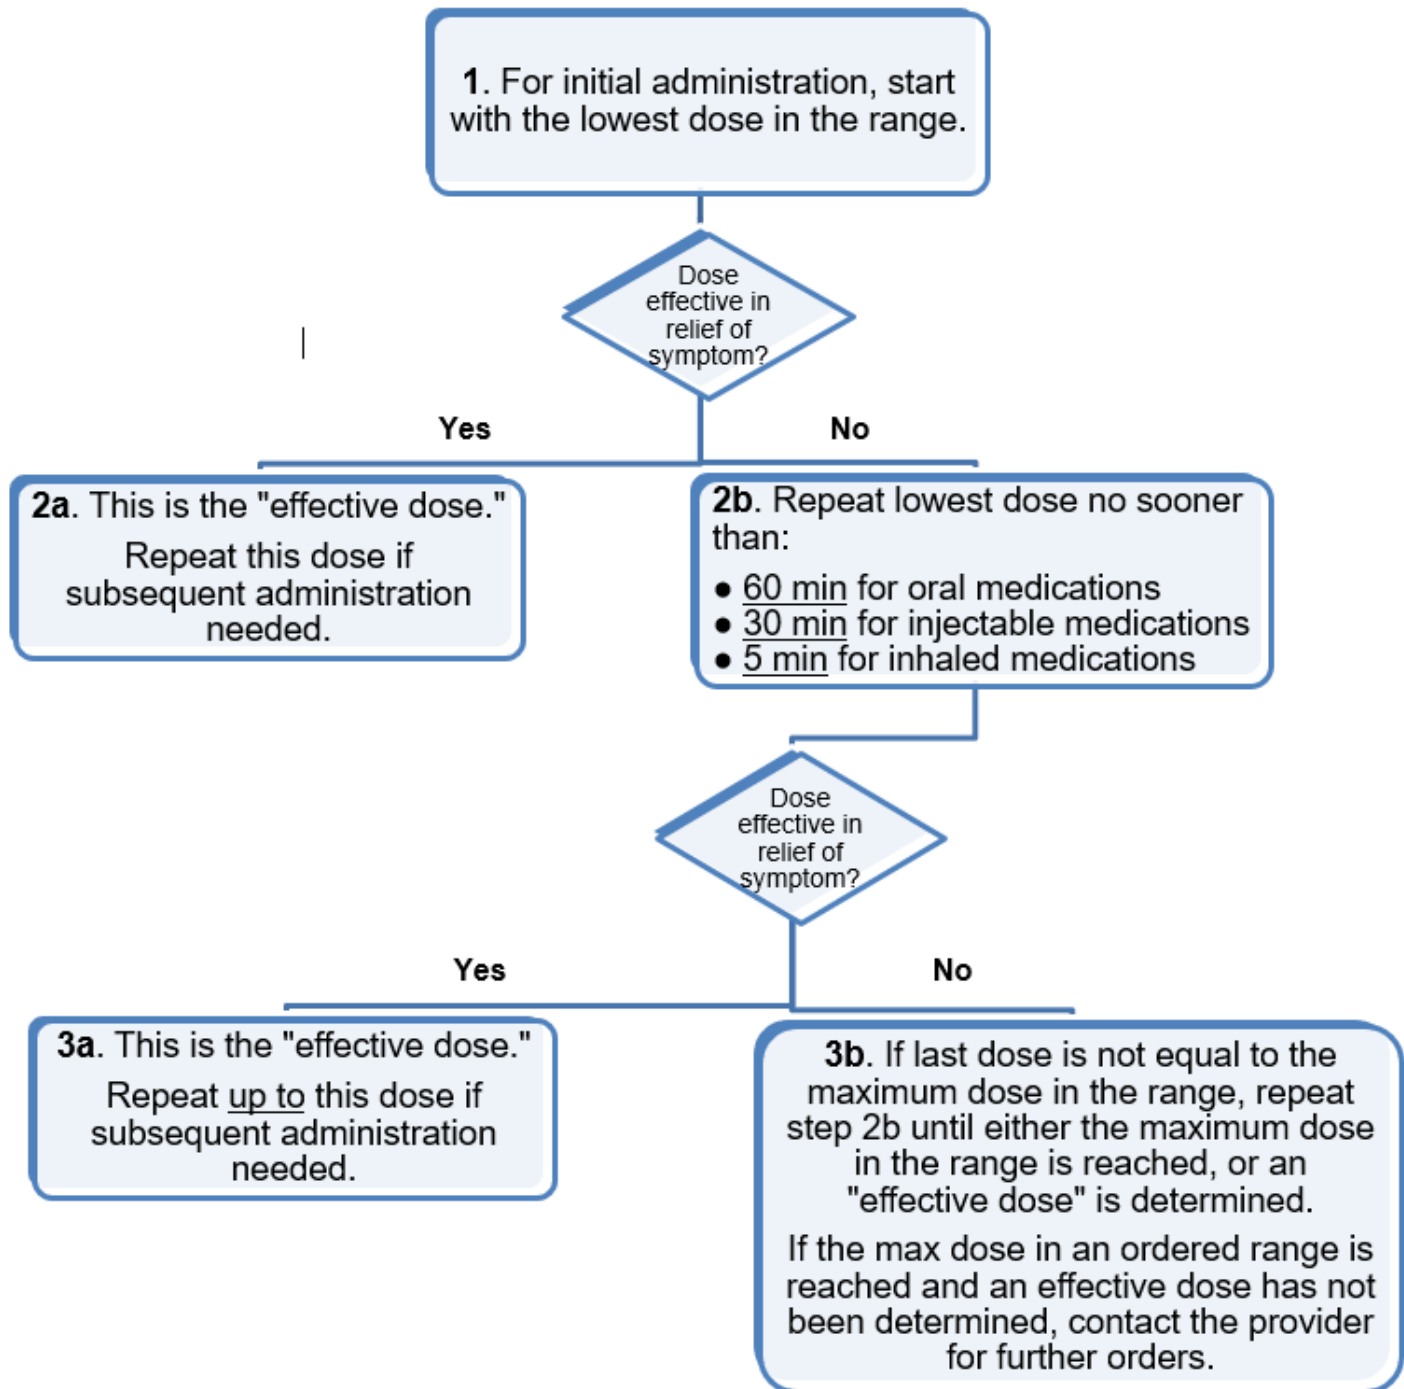 1. For initial administration, start
with the lowest dose in the range.
Dose
effective in
relief of
symptom?
Yes
No
2a. This is the "effective dose."
Repeat this dose if
subsequent administration
needed.
2b. Repeat lowest dose no sooner
than:
● 60 min for oral medications
● 30 min for injectable medications
● 5 min for inhaled medications
Dose
effective in
relief of
symptom?
Yes
No
3a. This is the "effective dose."
Repeat up to this dose if
subsequent administration
needed.
3b. If last dose is not equal to the
maximum dose in the range, repeat
step 2b until either the maximum dose
in the range is reached, or an
"effective dose" is determined.
If the max dose in an ordered range is
reached and an effective dose has not
been determined, contact the provider
for further orders.